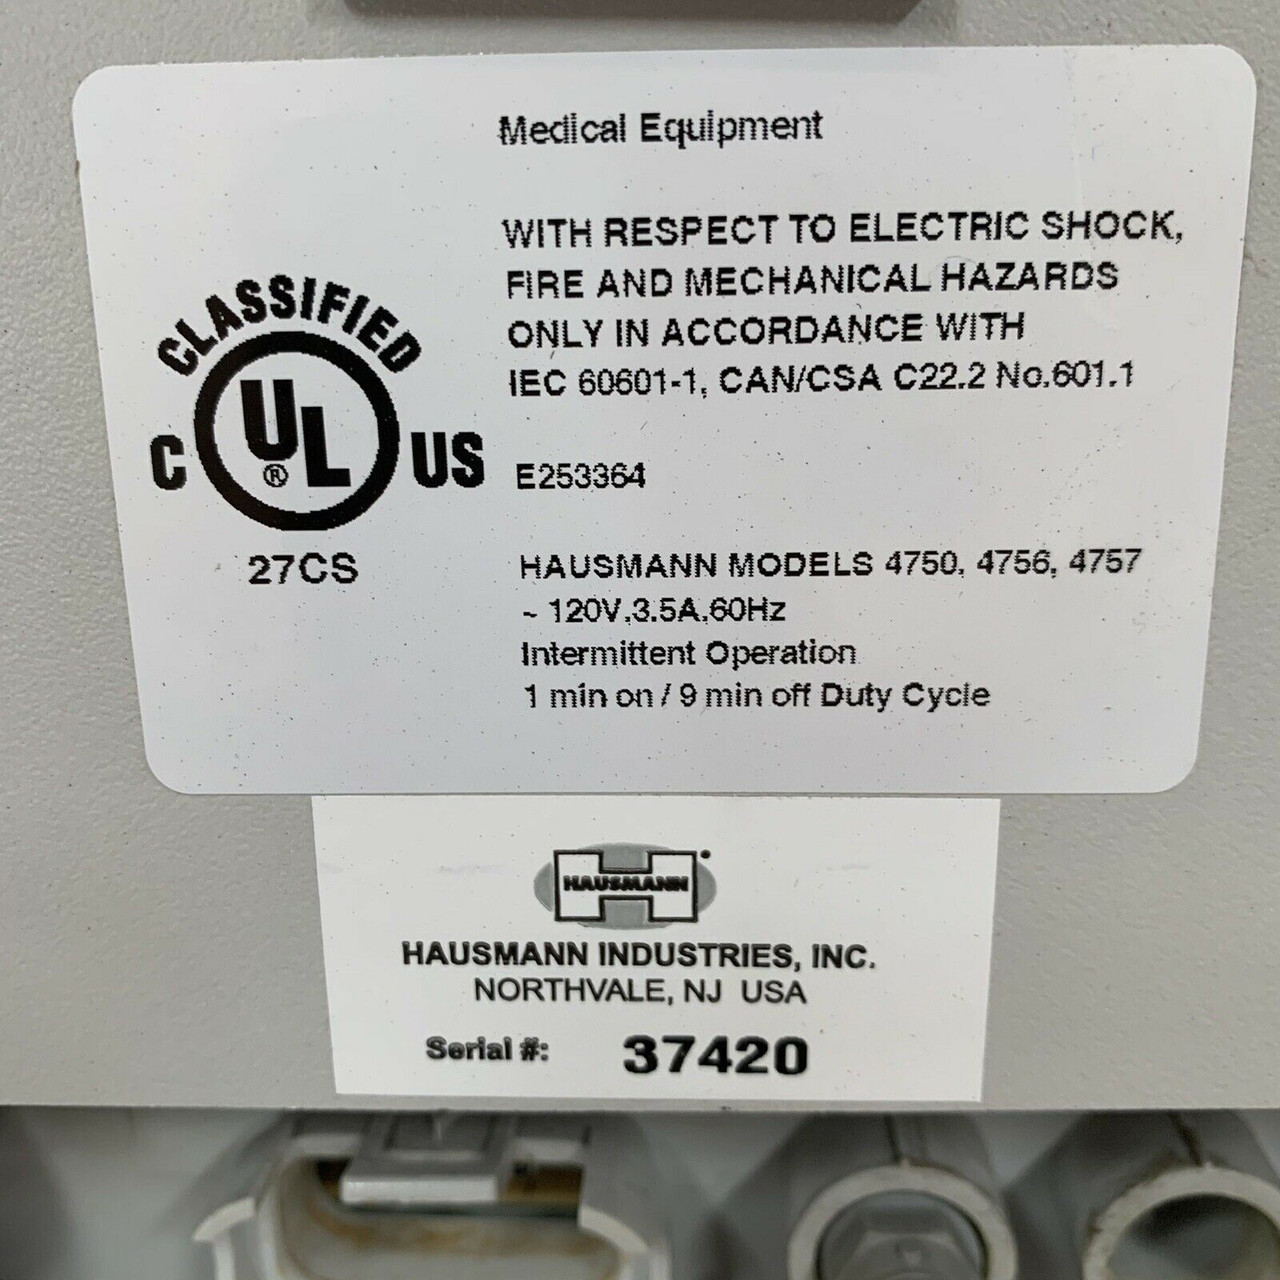 Medical Equipment
WITH RESPECT TO ELECTRIC SHOCK,
FIRE AND MECHANICAL HAZARDS
ONLY IN ACCORDANCE WITH
IEC 60601-1, CAN/CSA C22.2 No.601.1
CLASSIFIED
C UL® US
E253364
27CS
HAUSMANN MODELS 4750, 4756, 4757
~ 120V,3.5A,60Hz
Intermittent Operation
1 min on / 9 min off Duty Cycle
HAUSMANN
HAUSMANN INDUSTRIES, INC.
NORTHVALE, NJ USA
Serial #: 37420